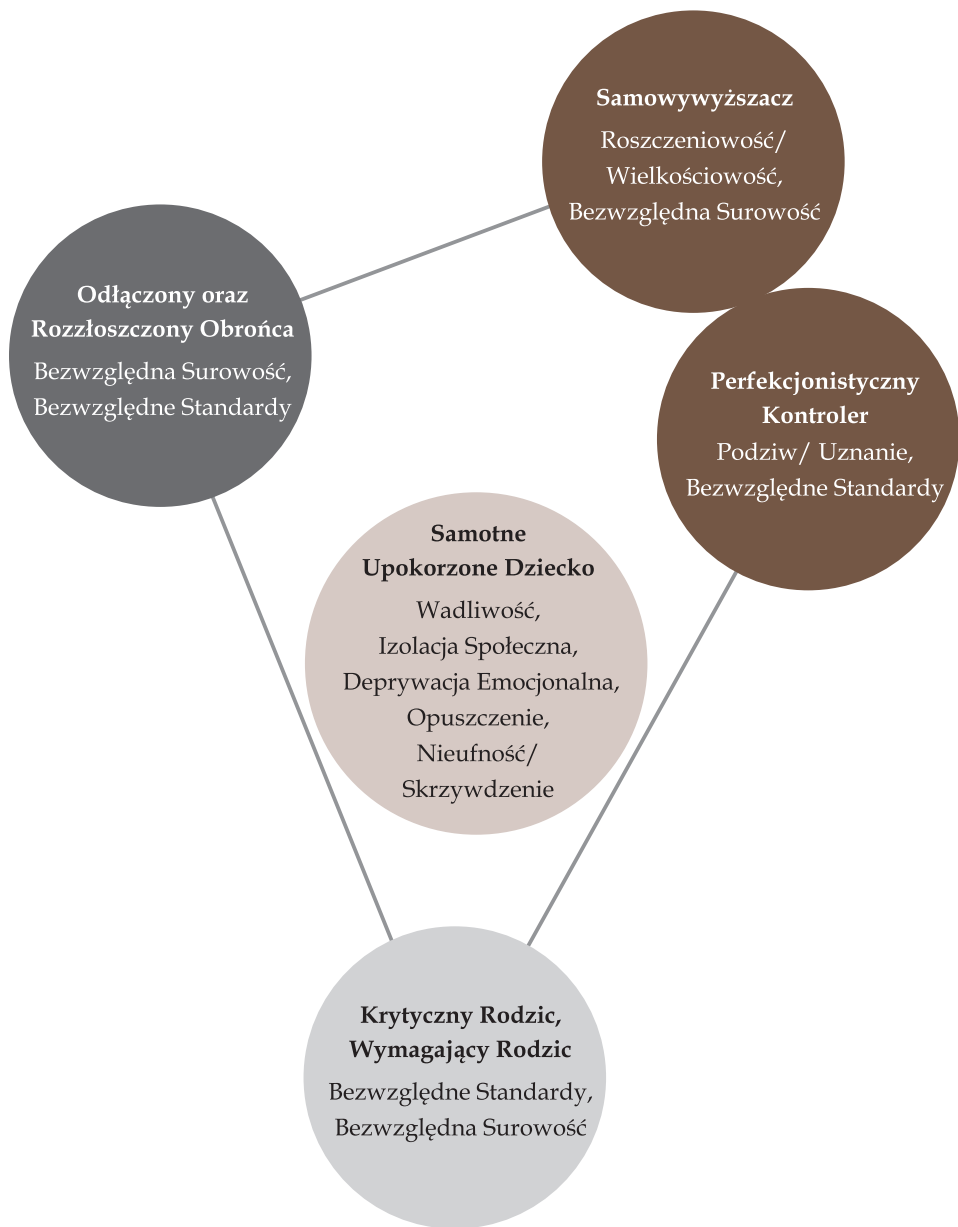 Samowywyższacz
Roszczeniowość/
Wielkościowość,
Bezwzględna Surowość
Odłączony oraz
Rozzłoszczony Obrońca
Bezwzględna Surowość,
Bezwzględne Standardy
Perfekcjonistyczny
Kontroler
Podziw/ Uznanie,
Bezwzględne Standardy
Samotne
Upokorzone Dziecko
Wadliwość,
Izolacja Społeczna,
Deprywacja Emocjonalna,
Opuszczenie,
Nieufność/
Skrzywdzenie
Krytyczny Rodzic,
Wymagający Rodzic
Bezwzględne Standardy,
Bezwzględna Surowość